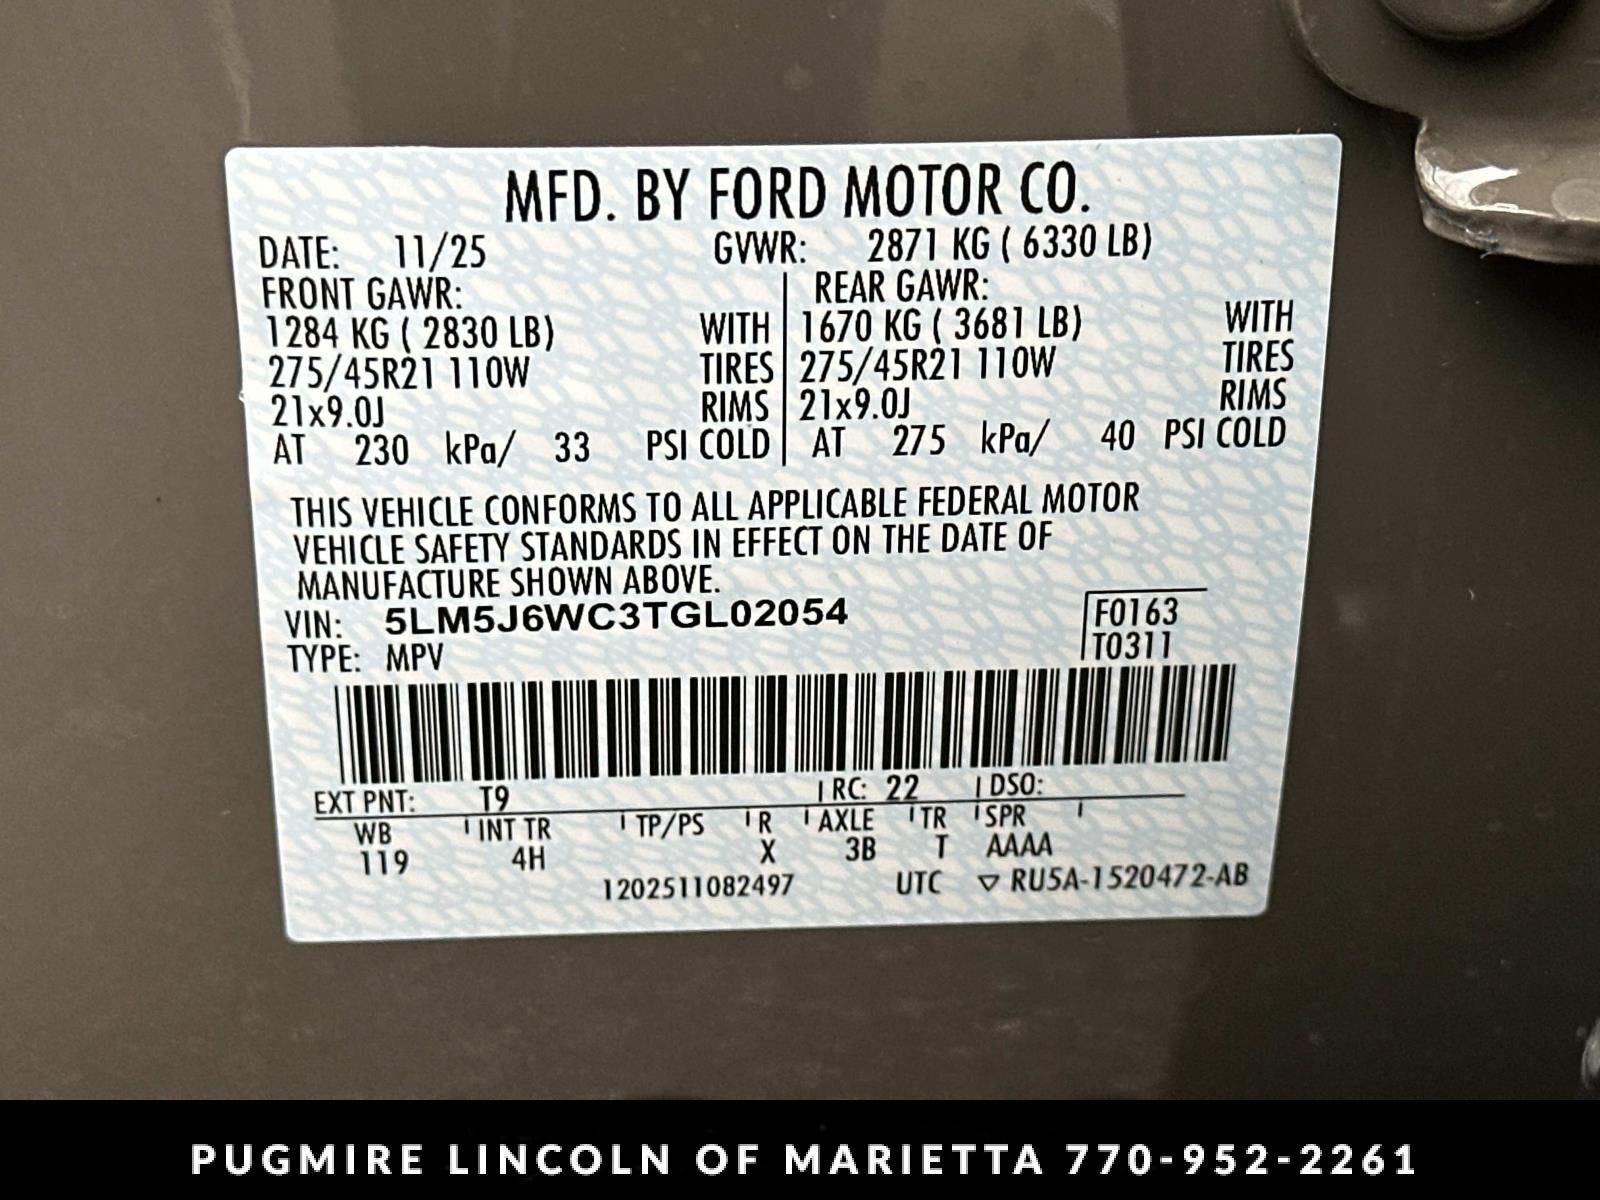 MFD. BY FORD MOTOR CO.
DATE: 11/25 GVWR: 2871 KG ( 6330 LB)
FRONT GAWR: REAR GAWR:
1284 KG ( 2830 LB) WITH 1670 KG ( 3681 LB) WITH
275/45R21 110W TIRES 275/45R21 110W TIRES
21x9.0J RIMS 21x9.0J RIMS
AT 230 kPa/ 33 PSI COLD AT 275 kPa/ 40 PSI COLD
THIS VEHICLE CONFORMS TO ALL APPLICABLE FEDERAL MOTOR
VEHICLE SAFETY STANDARDS IN EFFECT ON THE DATE OF
MANUFACTURE SHOWN ABOVE.
VIN: 5LM5J6WC3TGL02054 F0163
TYPE: MPV T0311
EXT PNT: T9 RC: 22 DSO:
WB INT TR TP/PS R AXLE TR SPR
119 4H X 3B T AAAA
1202511082497 UTC ▽ RU5A-1520472-AB
PUGMIRE LINCOLN OF MARIETTA 770-952-2261